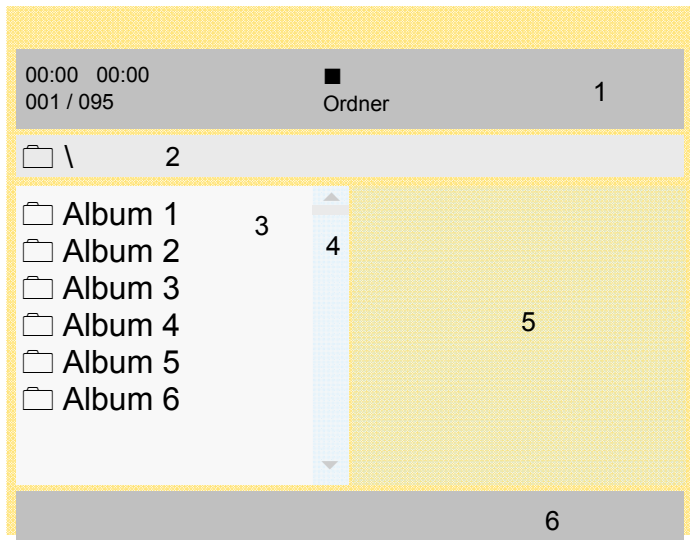 00:00 00:00
001 / 095
■
Ordner
1
\ 2
Album 1
Album 2
Album 3
Album 4
Album 5
Album 6
3
4
5
6